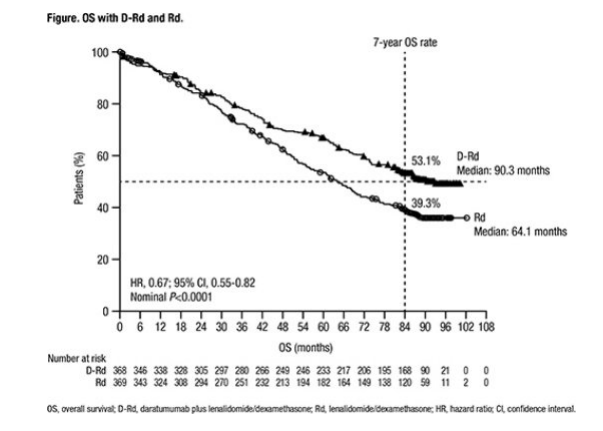 Figure. OS with D-Rd and Rd.
7-year OS rate
100
80
60
40
20
0
Patients (%)
53.1%
D-Rd
Median: 90.3 months
39.3%
Rd
Median: 64.1 months
HR, 0.67; 95% CI, 0.55-0.82
Nominal P<0.0001
0 6 12 18 24 30 36 42 48 54 60 66 72 78 84 90 96 102 108
OS (months)
Number at risk
D-Rd 368 346 338 328 305 297 280 266 249 246 233 217 206 195 168 90 21 0 0
Rd 369 343 324 308 294 270 251 232 213 194 182 164 149 138 120 59 11 2 0
OS, overall survival; D-Rd, daratumumab plus lenalidomide/dexamethasone; Rd, lenalidomide/dexamethasone; HR, hazard ratio; CI, confidence interval.